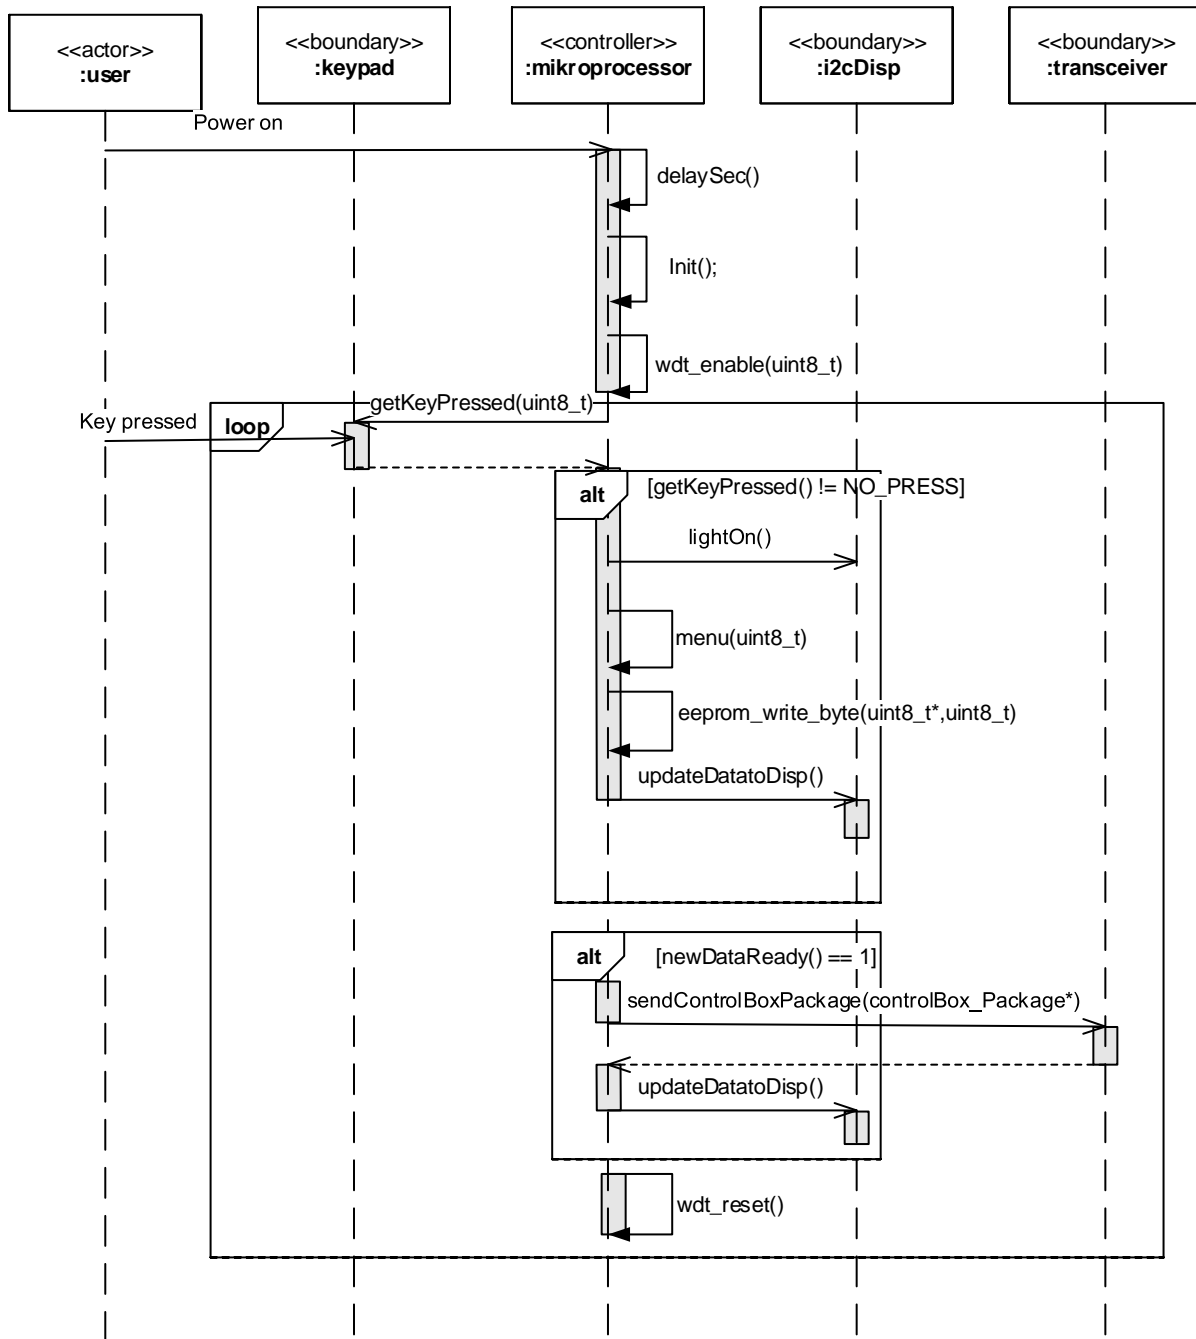 <<actor>>
:user
<<boundary>>
:keypad
<<controller>>
:mikroprocessor
<<boundary>>
:i2cDisp
<<boundary>>
:transceiver
Power on
delaySec()
Init();
wdt_enable(uint8_t)
getKeyPressed(uint8_t)
Key pressed
loop
alt
[getKeyPressed() != NO_PRESS]
lightOn()
menu(uint8_t)
eeprom_write_byte(uint8_t*,uint8_t)
updateDatatoDisp()
alt
[newDataReady() == 1]
sendControlBoxPackage(controlBox_Package*)
updateDatatoDisp()
wdt_reset()